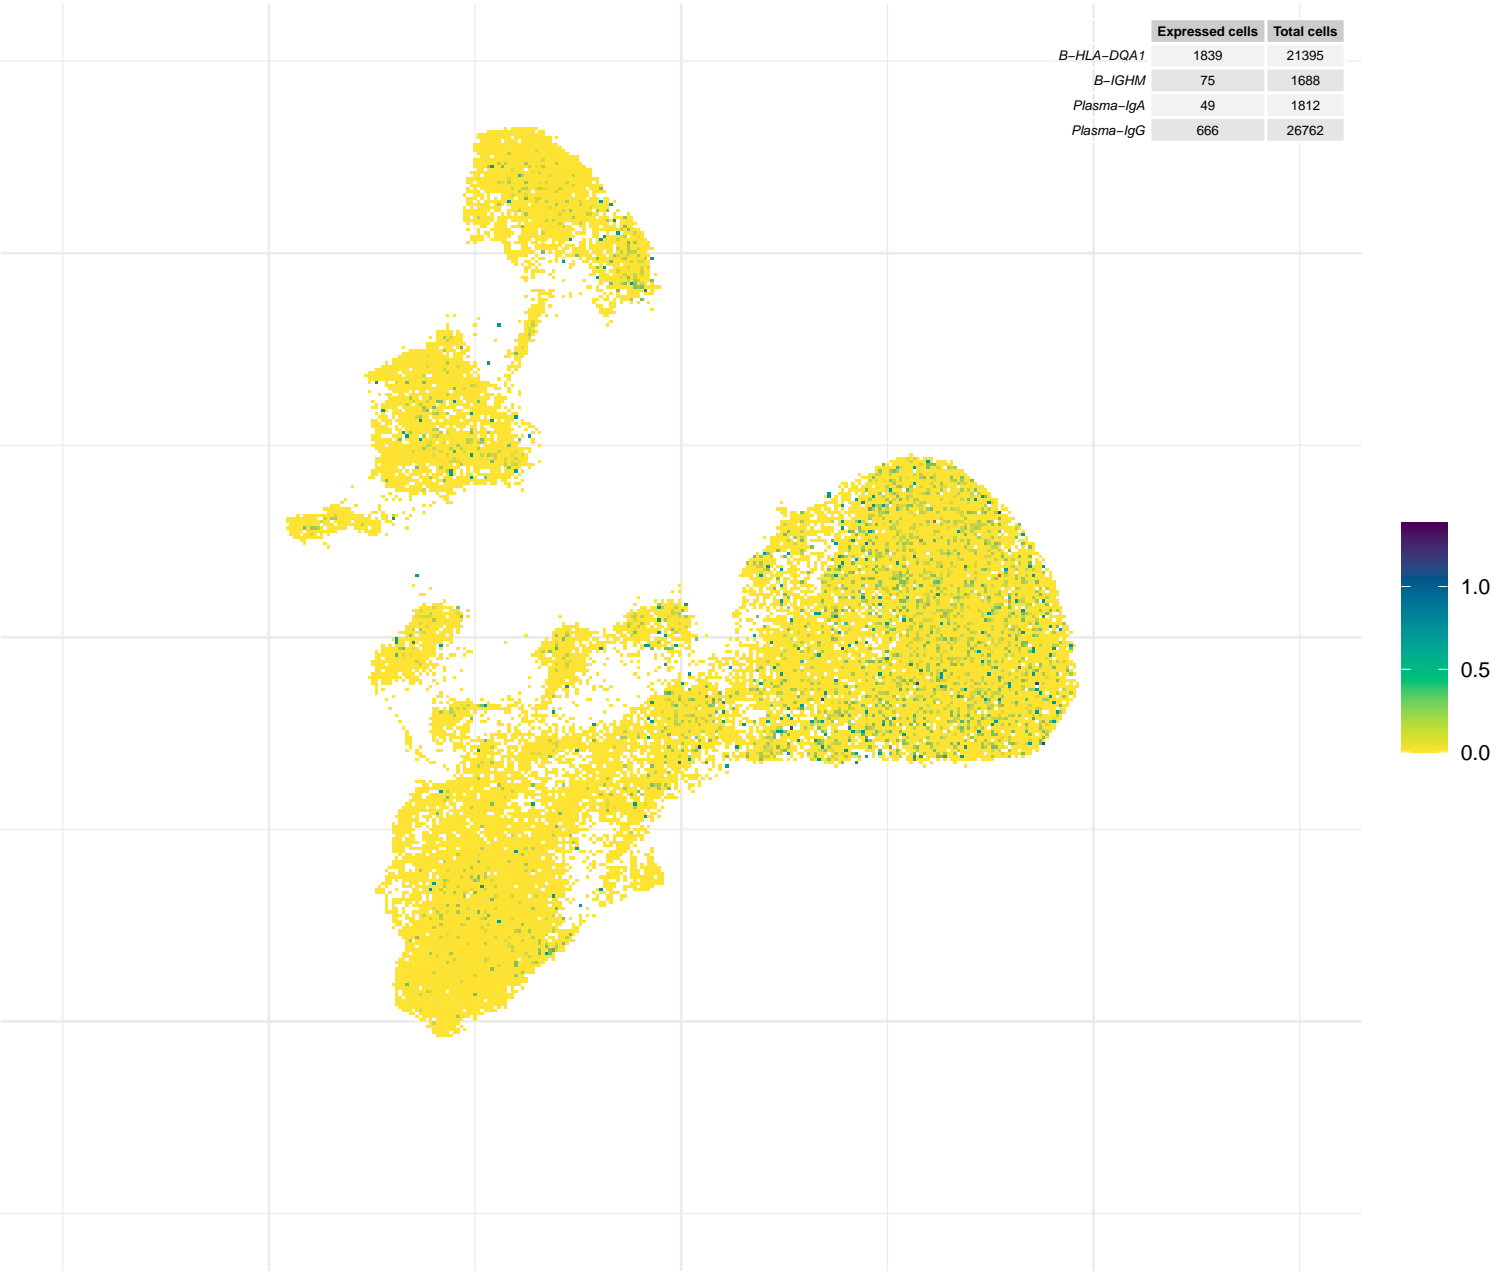 Expressed cells Total cells
B–HLA–DQA1 1839 21395
B–IGHM 75 1688
Plasma–IgA 49 1812
Plasma–IgG 666 26762
1.0
0.5
0.0